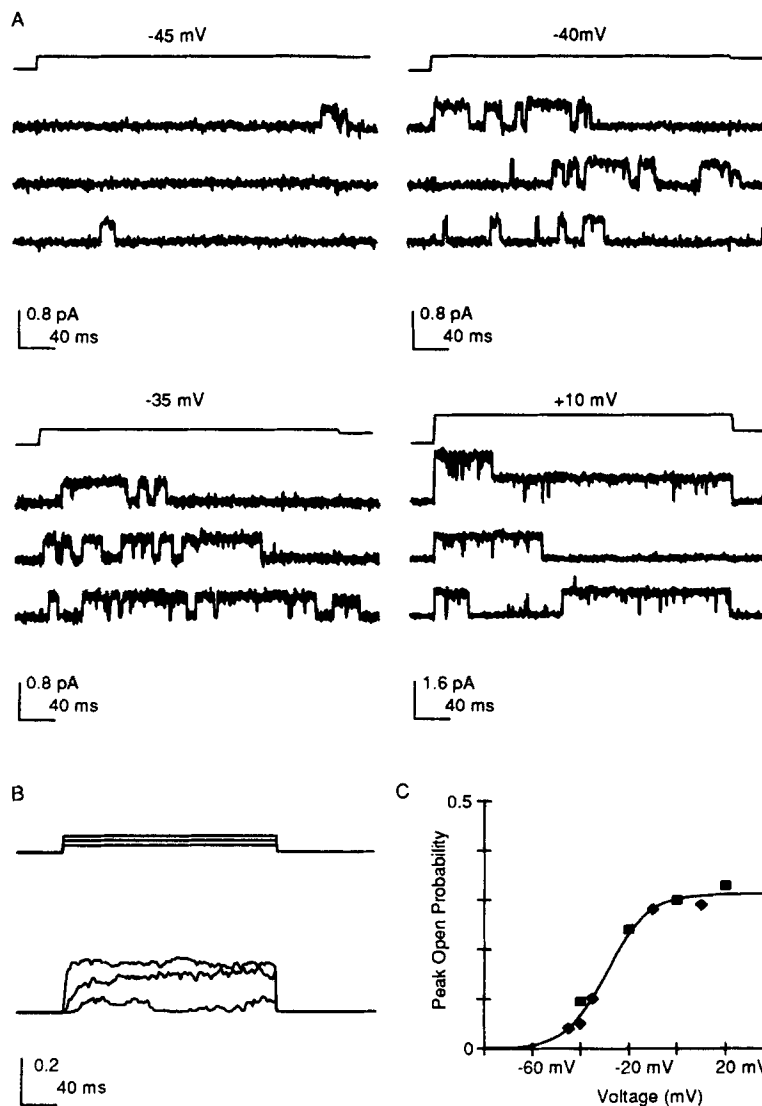 A
-45 mV
-40mV
0.8 pA
40 ms
0.8 pA
40 ms
-35 mV
+10 mV
0.8 pA
40 ms
1.6 pA
40 ms
B
0.2
40 ms
C
0.5
Peak Open Probability
0
-60 mV
-20 mV
20 mV
Voltage (mV)